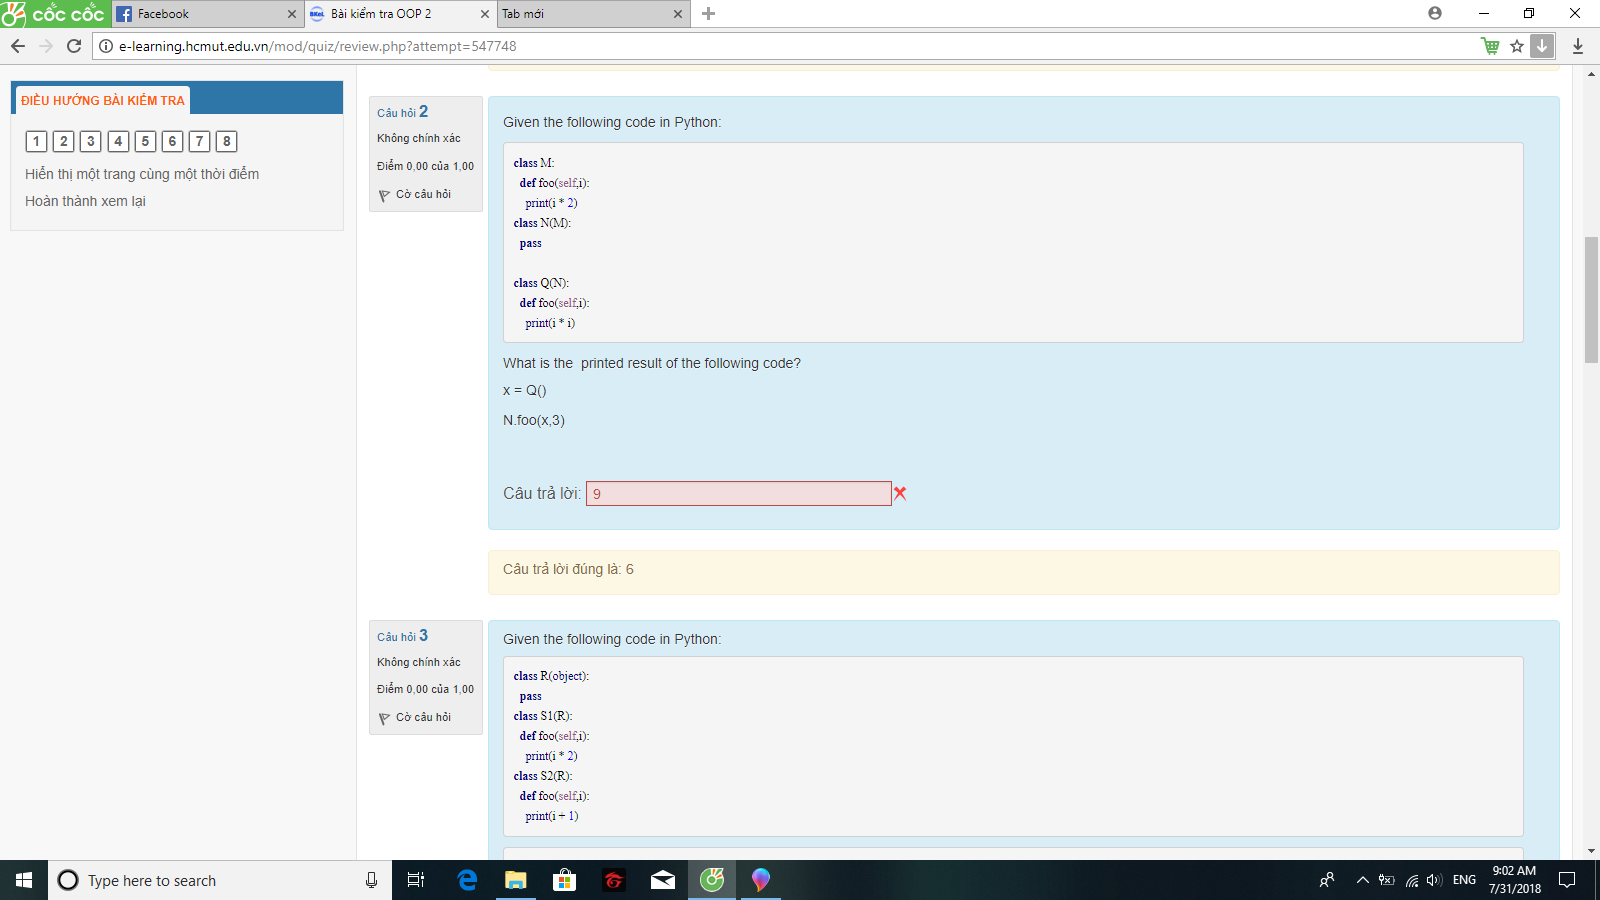 cốc cốc
Facebook
Bài kiểm tra OOP 2
Tab mới
e-learning.hcmut.edu.vn/mod/quiz/review.php?attempt=547748
ĐIỀU HƯỚNG BÀI KIỂM TRA
1 2 3 4 5 6 7 8
Hiển thị một trang cùng một thời điểm
Hoàn thành xem lại
Câu hỏi 2
Không chính xác
Điểm 0,00 của 1,00
Cờ câu hỏi
Given the following code in Python:
class M:
def foo(self,i):
print(i * 2)
class N(M):
pass
class Q(N):
def foo(self,i):
print(i * i)
What is the  printed result of the following code?
x = Q()
N.foo(x,3)
Câu trả lời: 9
Câu trả lời đúng là: 6
Câu hỏi 3
Không chính xác
Điểm 0,00 của 1,00
Cờ câu hỏi
Given the following code in Python:
class R(object):
pass
class S1(R):
def foo(self,i):
print(i * 2)
class S2(R):
def foo(self,i):
print(i + 1)
Type here to search
ENG
9:02 AM
7/31/2018